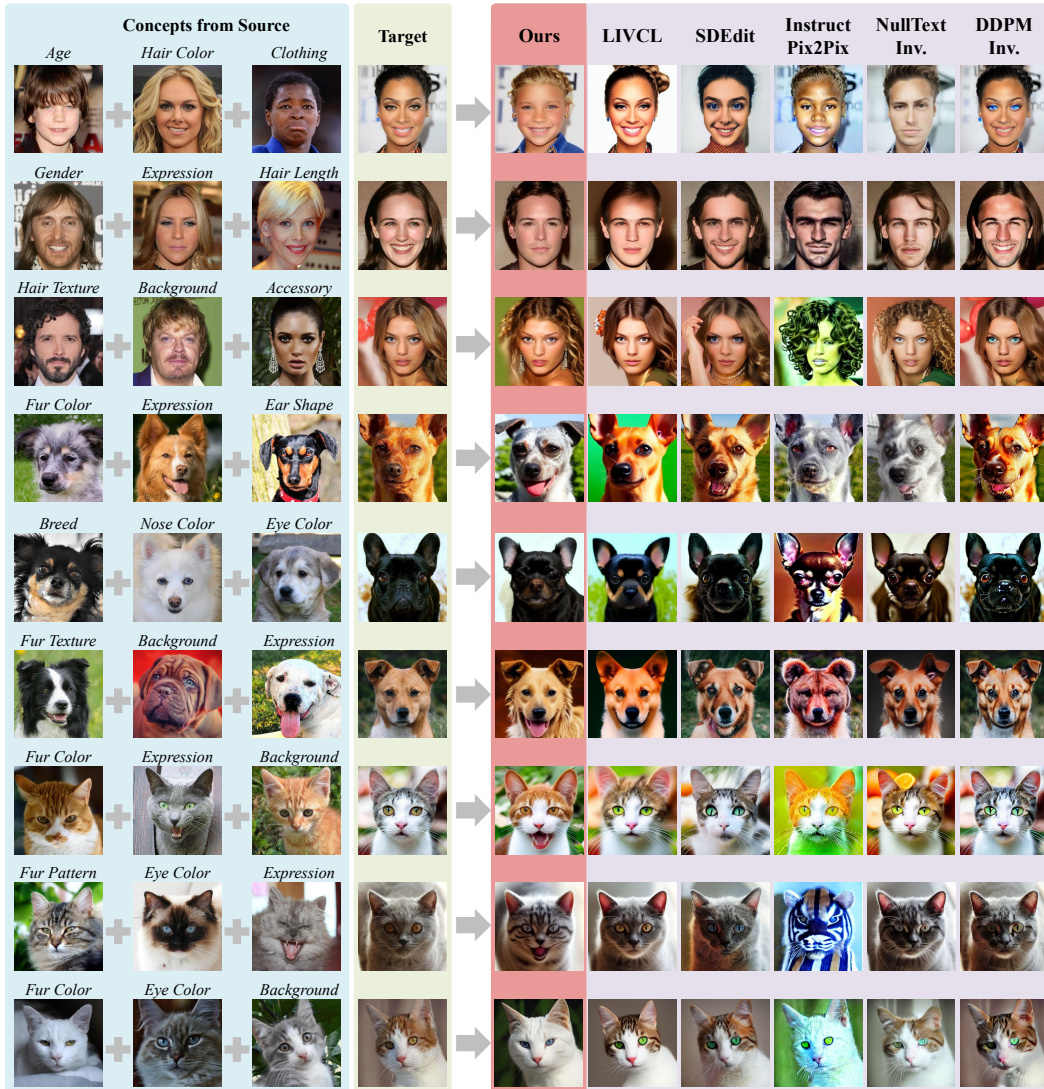 Concepts from Source
Target
Ours
LIVCL
SDEdit
Instruct
Pix2Pix
NullText
Inv.
DDPM
Inv.
Age
Hair Color
Clothing
Gender
Expression
Hair Length
Hair Texture
Background
Accessory
Fur Color
Expression
Ear Shape
Breed
Nose Color
Eye Color
Fur Texture
Background
Expression
Fur Color
Expression
Background
Fur Pattern
Eye Color
Expression
Fur Color
Eye Color
Background